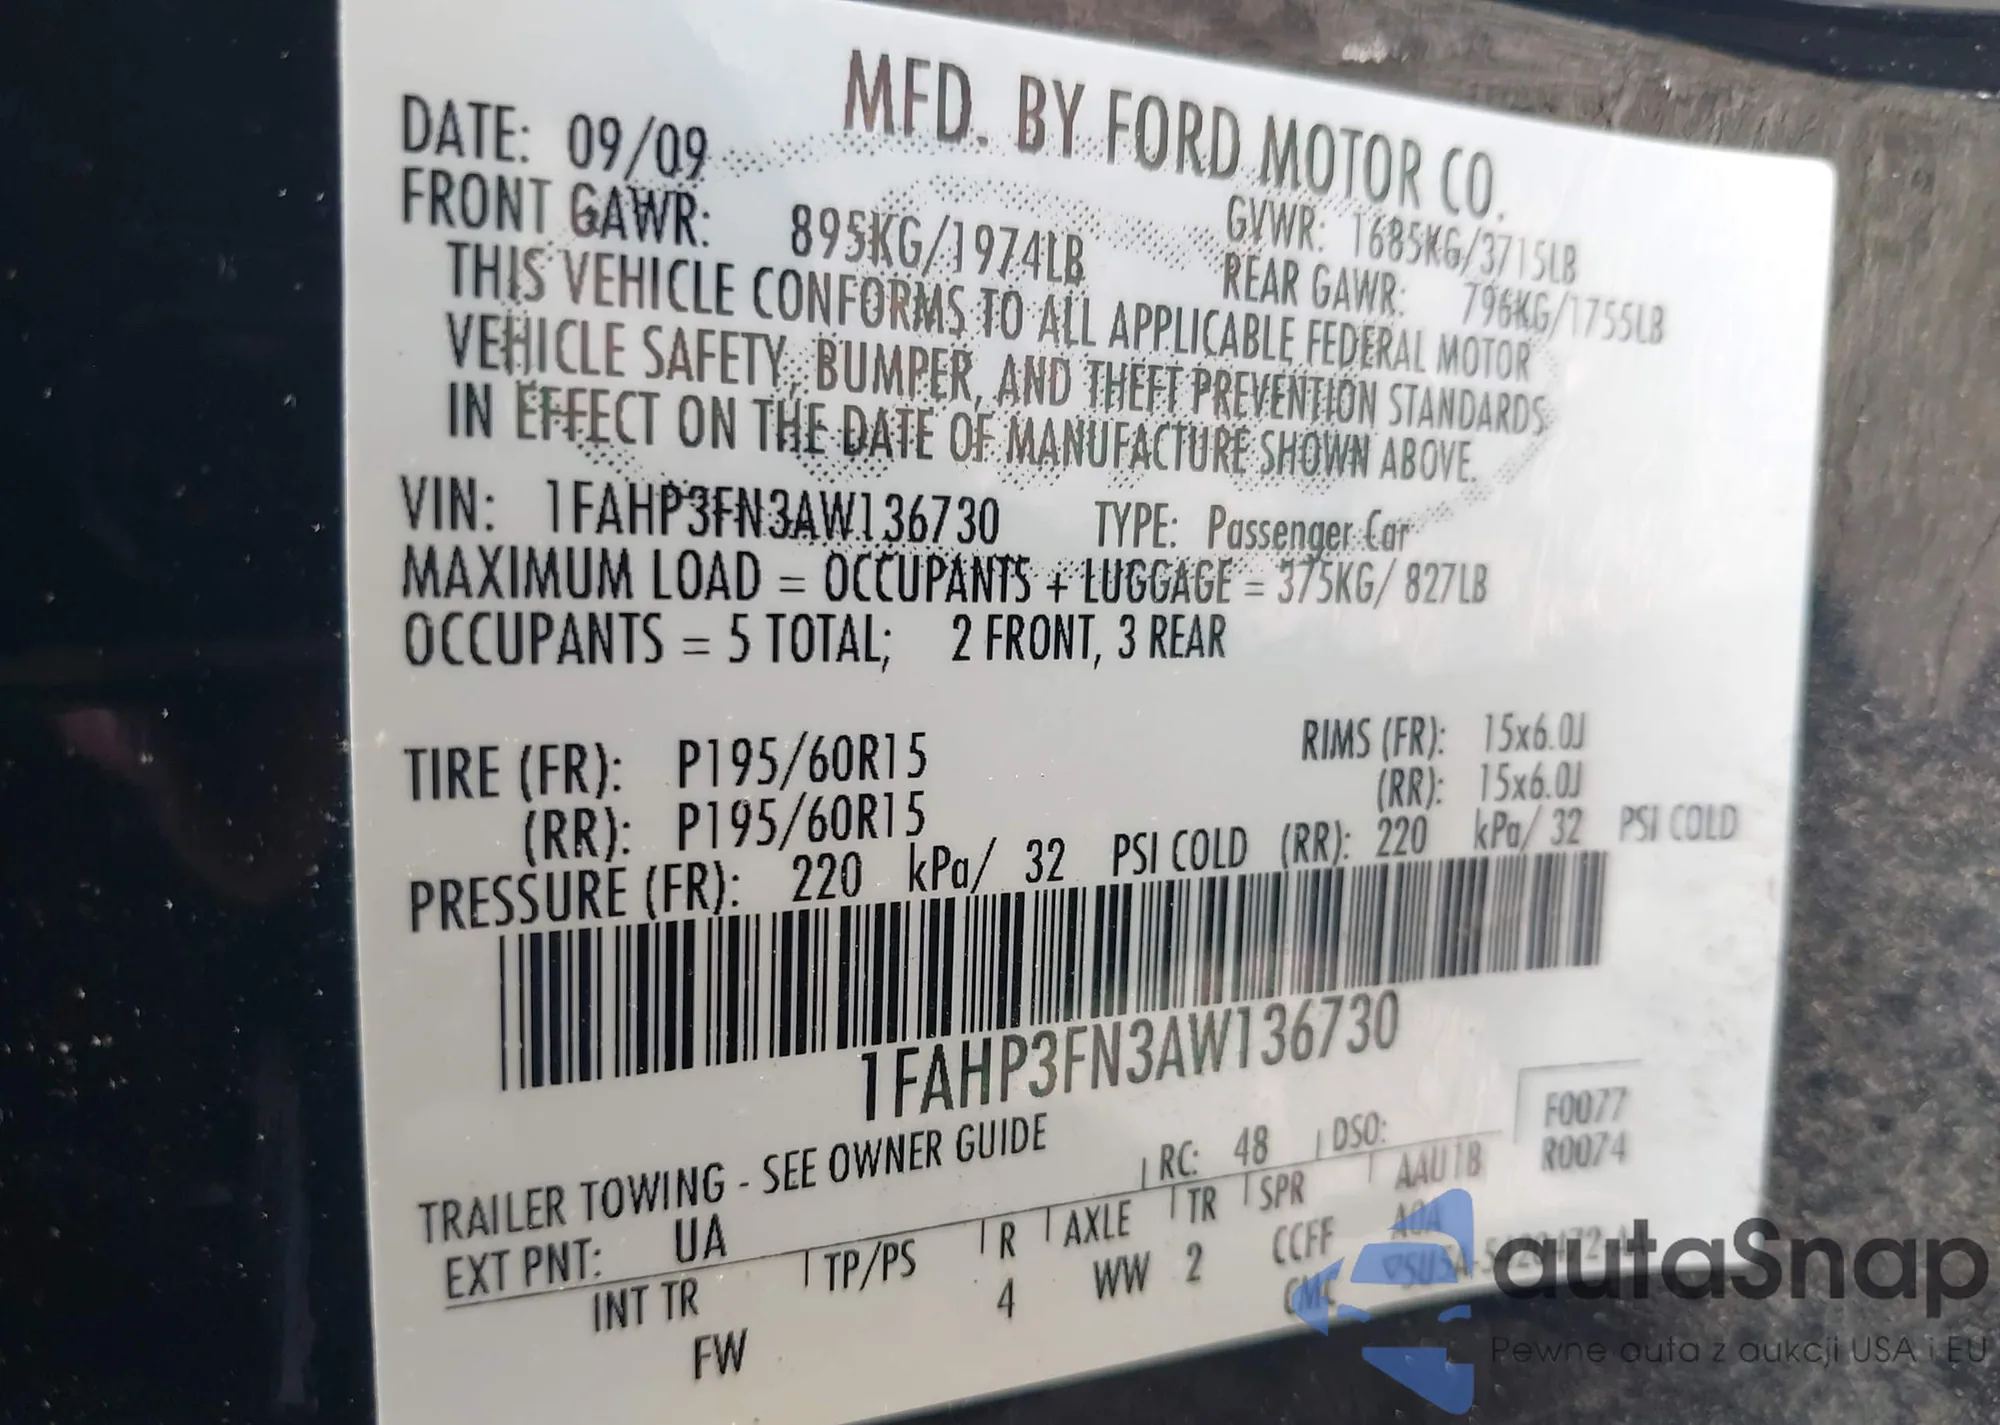 MFD. BY FORD MOTOR CO.
DATE: 09/09 GVWR: 1685KG/3715LB
FRONT GAWR: 895KG/1974LB REAR GAWR: 796KG/1755LB
THIS VEHICLE CONFORMS TO ALL APPLICABLE FEDERAL MOTOR
VEHICLE SAFETY, BUMPER, AND THEFT PREVENTION STANDARDS
IN EFFECT ON THE DATE OF MANUFACTURE SHOWN ABOVE.
VIN: 1FAHP3FN3AW136730 TYPE: Passenger Car
MAXIMUM LOAD = OCCUPANTS + LUGGAGE = 375KG/ 827LB
OCCUPANTS = 5 TOTAL; 2 FRONT, 3 REAR
TIRE (FR): P195/60R15 RIMS (FR): 15x6.0J
(RR): P195/60R15 (RR): 15x6.0J
PRESSURE (FR): 220 kPa/ 32 PSI COLD (RR): 220 kPa/ 32 PSI COLD
1FAHP3FN3AW136730
F0077
R0074
TRAILER TOWING - SEE OWNER GUIDE
EXT PNT: UA RC: 48 DSO:
INT TR TP/PS R AXLE TR SPR AAU1B
FW 4 WW 2 CCFF AOA
CMC
autaSnap
Pewne auta z aukcji USA i EU